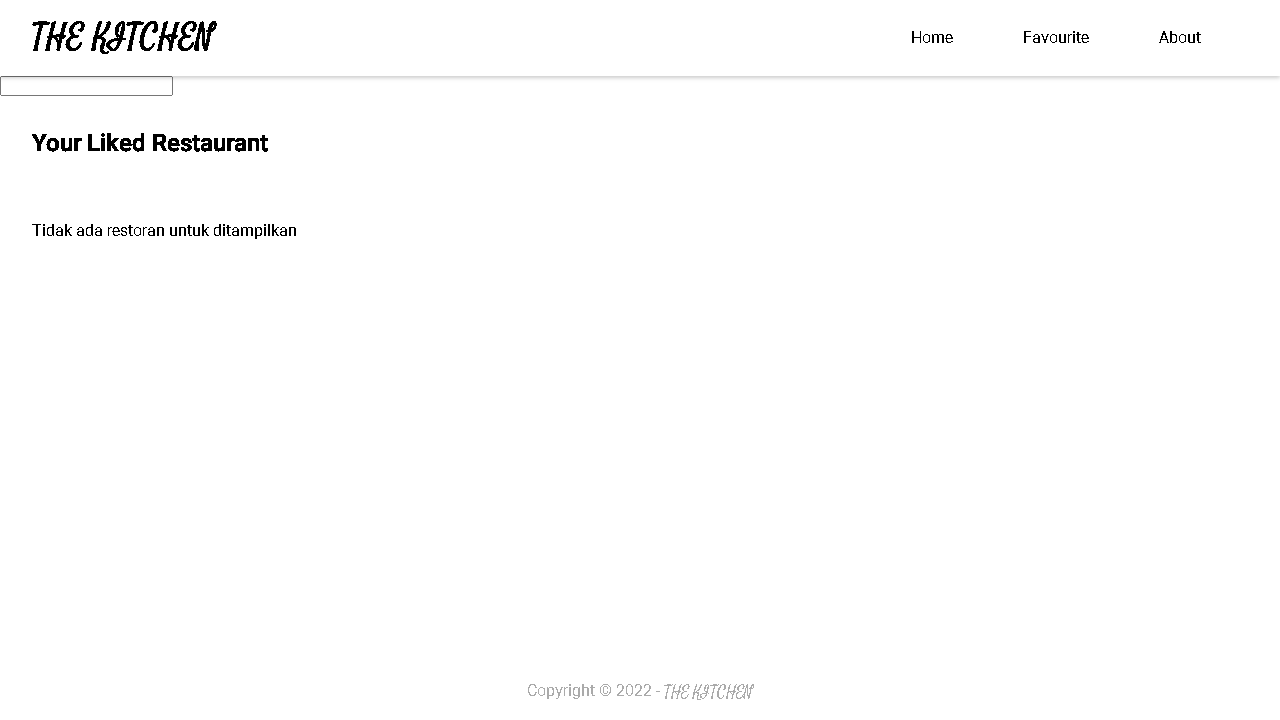 THE KITCHEN
Home Favourite About
Your Liked Restaurant
Tidak ada restoran untuk ditampilkan
Copyright © 2022 - THE KITCHEN